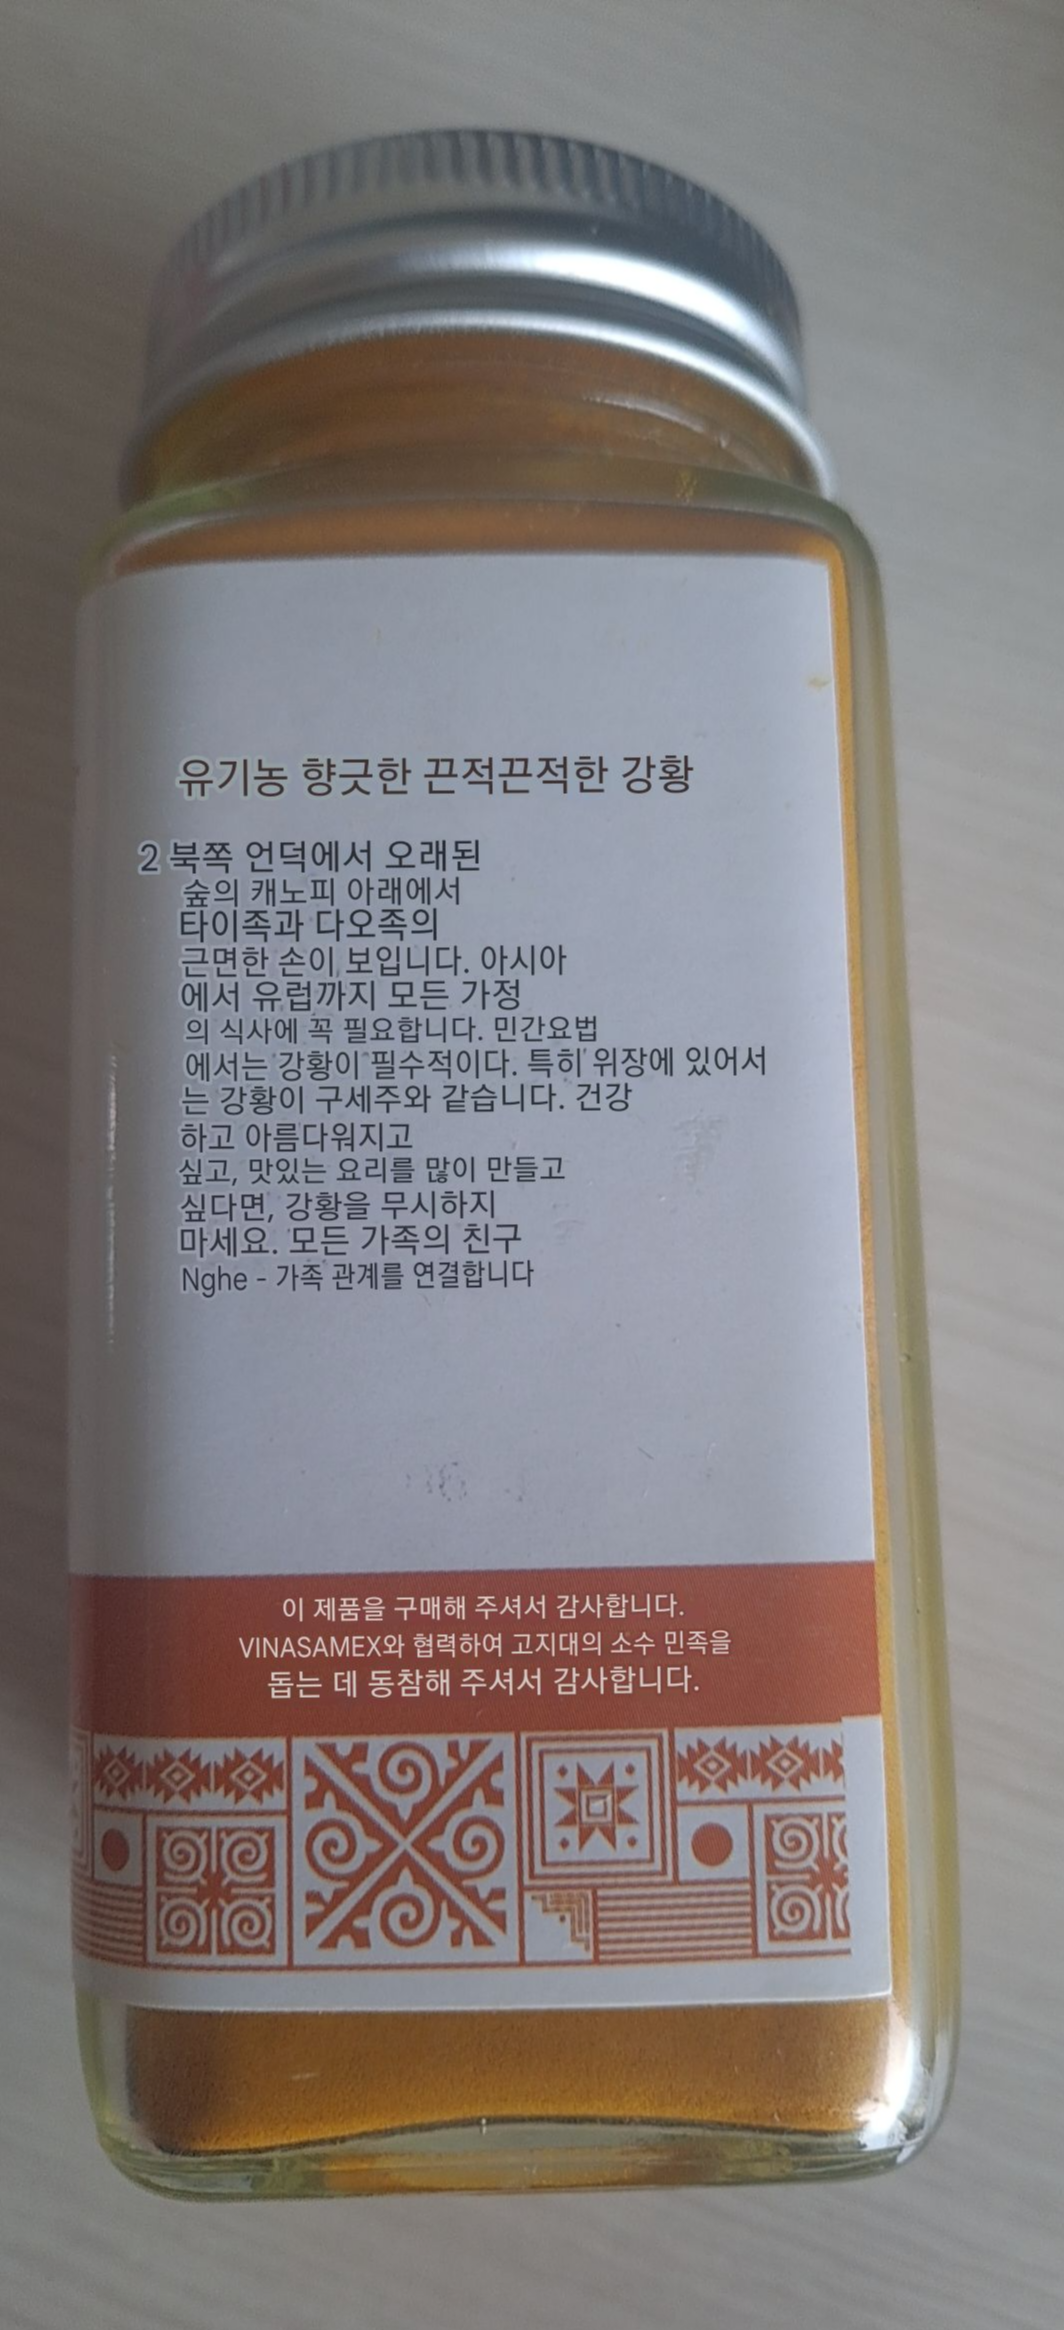 유기농 향긋한 끈적끈적한 강황
2 북쪽 언덕에서 오래된
숲의 캐노피 아래에서
타이족과 다오족의
근면한 손이 보입니다. 아시아
에서 유럽까지 모든 가정
의 식사에 꼭 필요합니다. 민간요법
에서는 강황이 필수적이다. 특히 위장에 있어서
는 강황이 구세주와 같습니다. 건강
하고 아름다워지고
싶고, 맛있는 요리를 많이 만들고
싶다면, 강황을 무시하지
마세요. 모든 가족의 친구
Nghe - 가족 관계를 연결합니다
이 제품을 구매해 주셔서 감사합니다.
VINASAMEX와 협력하여 고지대의 소수 민족을
돕는 데 동참해 주셔서 감사합니다.